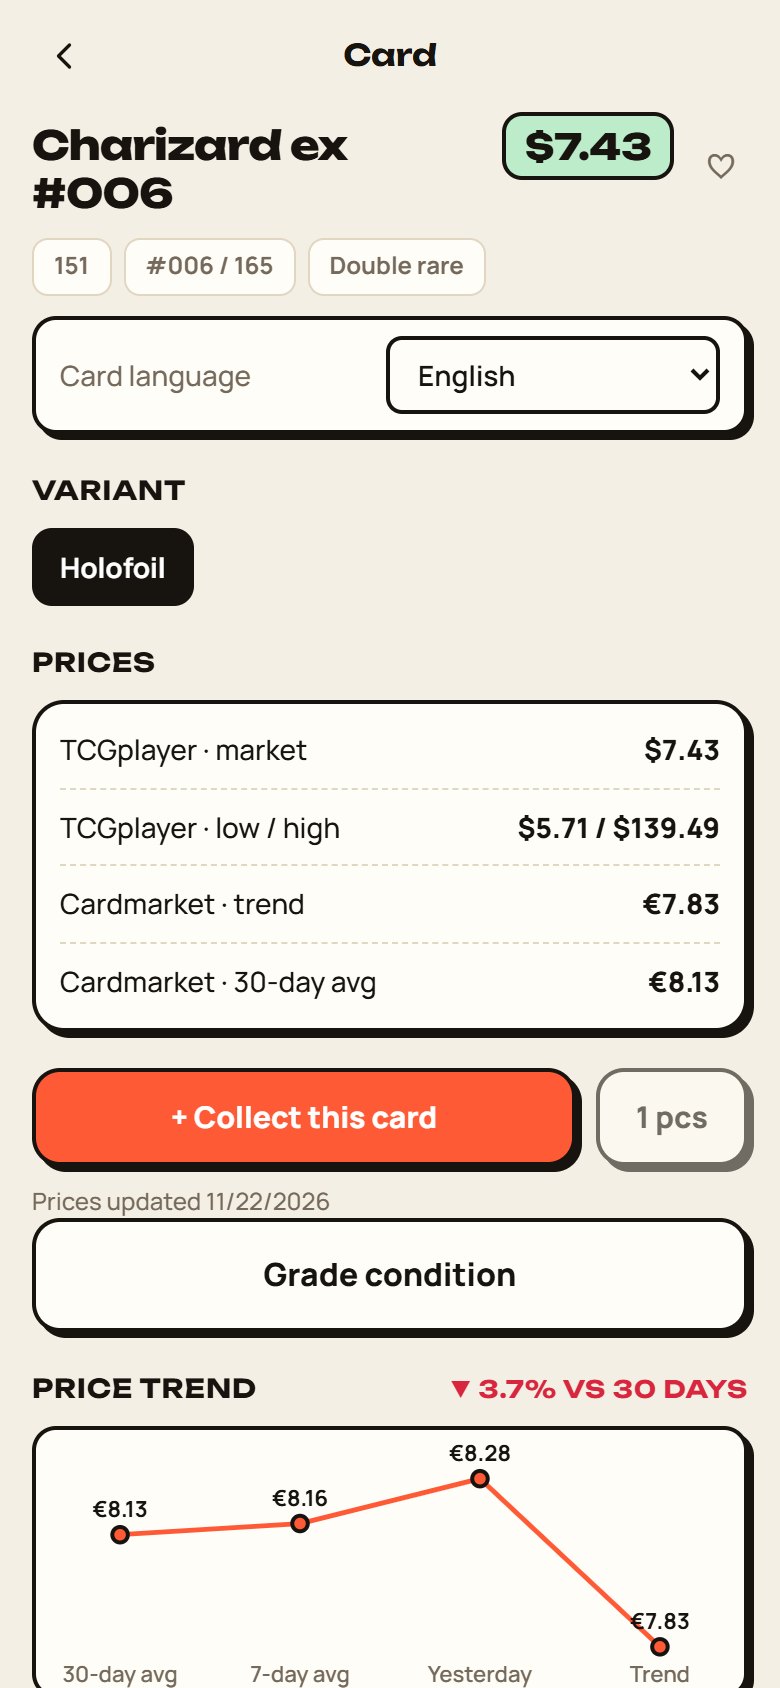 Card
Charizard ex
#006
$7.43
151
#006 / 165
Double rare
Card language
English
VARIANT
Holofoil
PRICES
TCGplayer · market
$7.43
TCGplayer · low / high
$5.71 / $139.49
Cardmarket · trend
€7.83
Cardmarket · 30-day avg
€8.13
+ Collect this card
1 pcs
Prices updated 11/22/2026
Grade condition
PRICE TREND
▼ 3.7% VS 30 DAYS
€8.13
€8.16
€8.28
€7.83
30-day avg
7-day avg
Yesterday
Trend